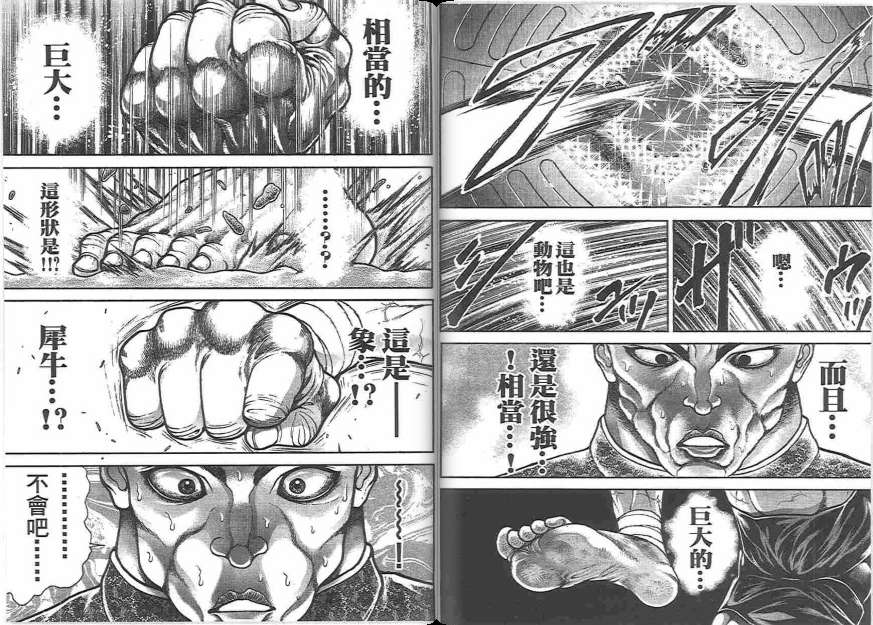 嗯⋯
這也是
動物吧⋯
而且⋯
還是很強⋯
！相當⋯！
巨大的⋯
相當的⋯
巨大⋯
⋯⋯??
這形狀是!!?
這是──
象⋯!?
犀牛⋯!?
～～～～!
⋯⋯⋯⋯
不會吧⋯⋯